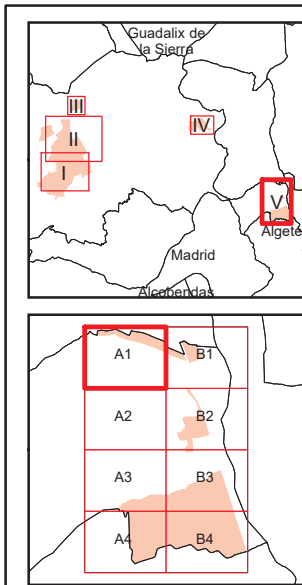 Guadalix de
la Sierra
III
II
IV
I
V
Algete
Madrid
Alcobendas
A1
B1
A2
B2
A3
B3
A4
B4